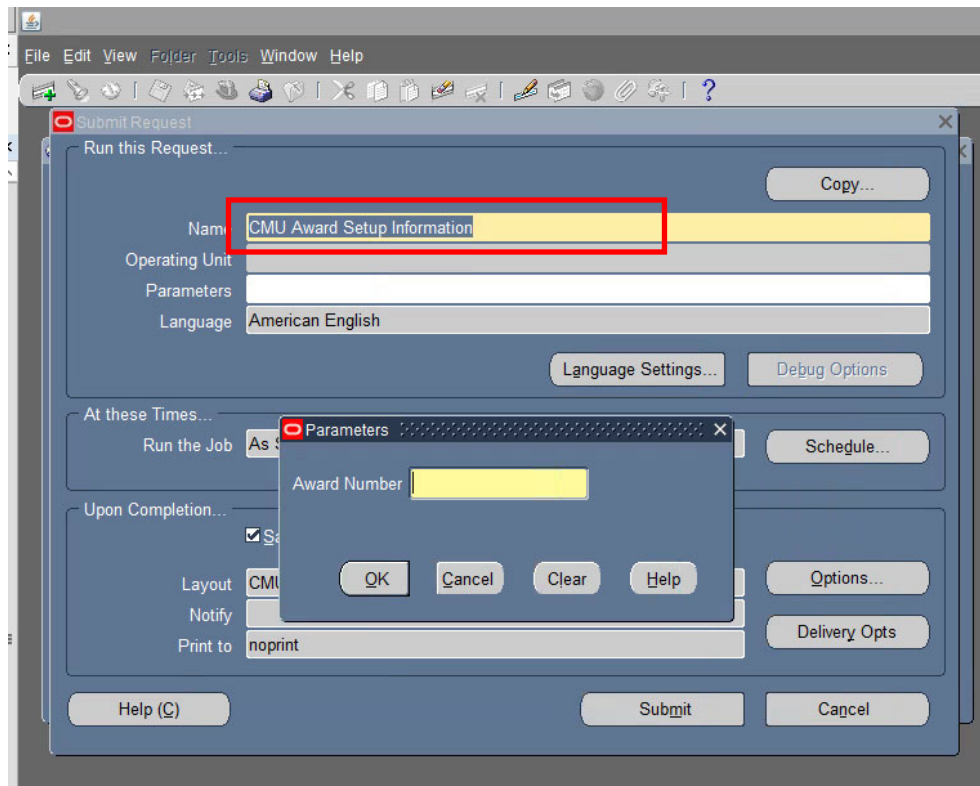 File Edit View Folder Tools Window Help
Submit Request
Run this Request...
Copy...
Name CMU Award Setup Information
Operating Unit
Parameters
Language American English
Language Settings... Debug Options
At these Times...
Run the Job As
Schedule...
Parameters
Award Number
OK Cancel Clear Help
Upon Completion...
Layout CMU
Options...
Notify
Delivery Opts
Print to noprint
Help (C) Submit Cancel